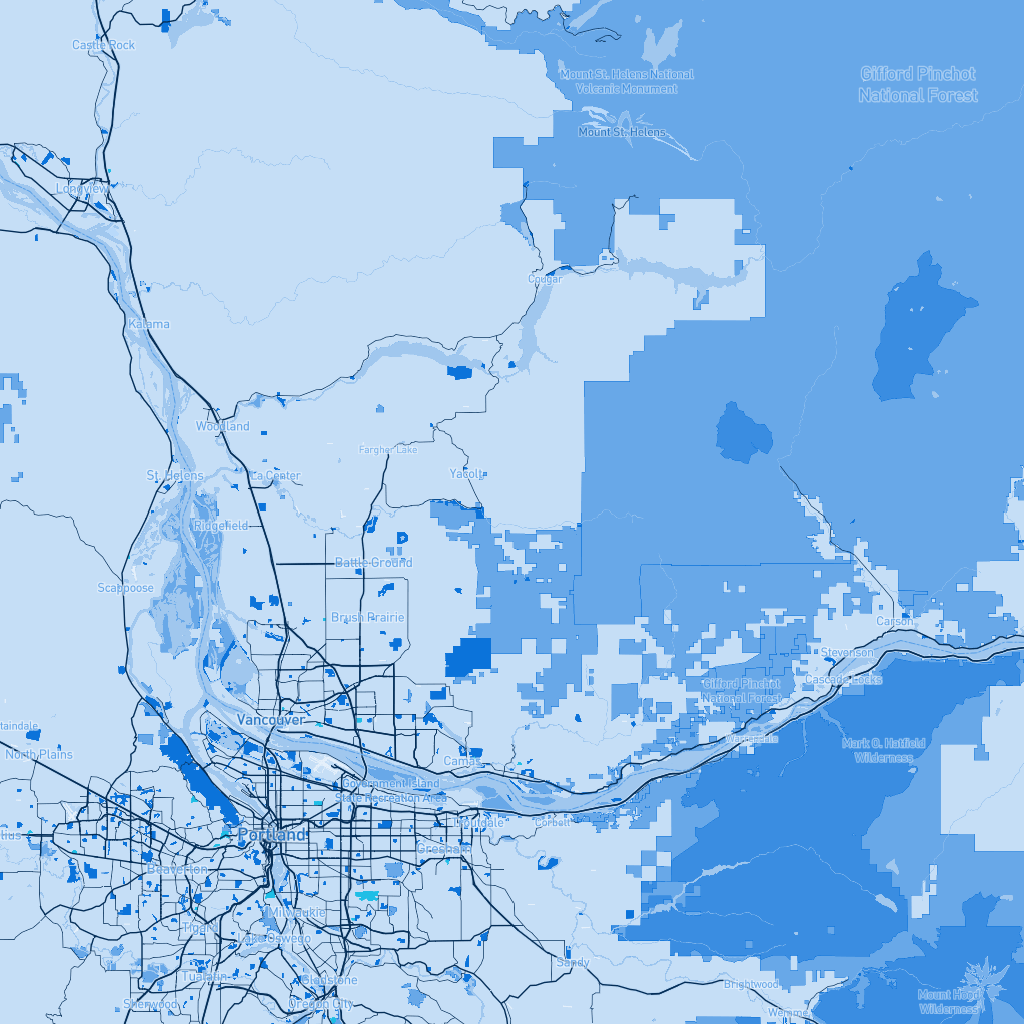 Castle Rock
Mount St. Helens National
Volcanic Monument
Gifford Pinchot
National Forest
Mount St. Helens
Longview
Cougar
Kalama
Woodland
Fargher Lake
St. Helens
La Center
Yacolt
Ridgefield
Battle Ground
Scappoose
Brush Prairie
Carson
Stevenson
Cascade Locks
Gifford Pinchot
National Forest
Vancouver
North Plains
Warrendale
Mark O. Hatfield
Wilderness
Camas
Government Island
State Recreation Area
Portland
Troutdale
Corbett
Gresham
Beaverton
Milwaukie
Tigard
Lake Oswego
Sandy
Tualatin
Gladstone
Brightwood
Sherwood
Oregon City
Wemme
Mount Hood
Wilderness